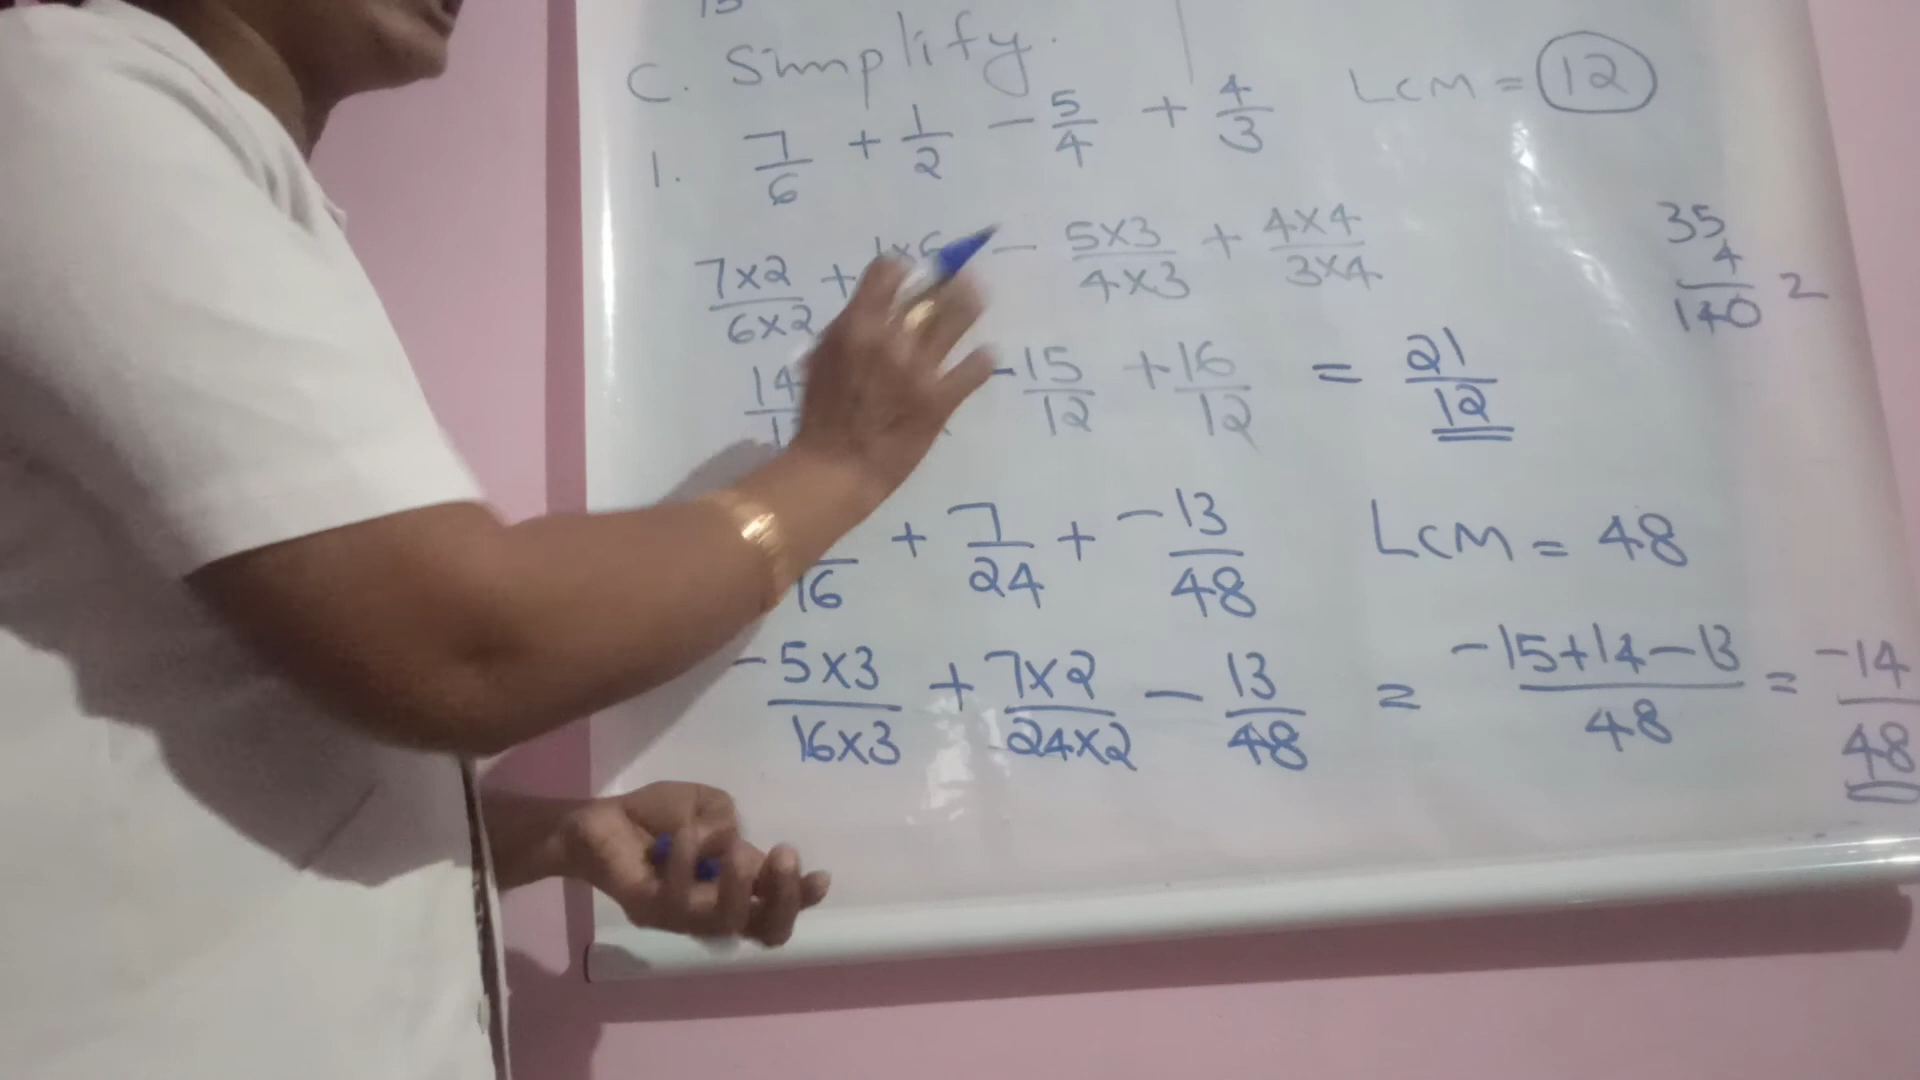 15
C. Simplify.
LCM = 12
1. 7/6 + 1/2 - 5/4 + 4/3
7×2/6×2 + - 5×3/4×3 + 4×4/3×4
35
4
140 2
14 - 15/12 + 16/12 = 21/12
16 + 7/24 + -13/48 LCM = 48
-5×3/16×3 + 7×2/24×2 - 13/48 = -15+14-13/48 = -14/48